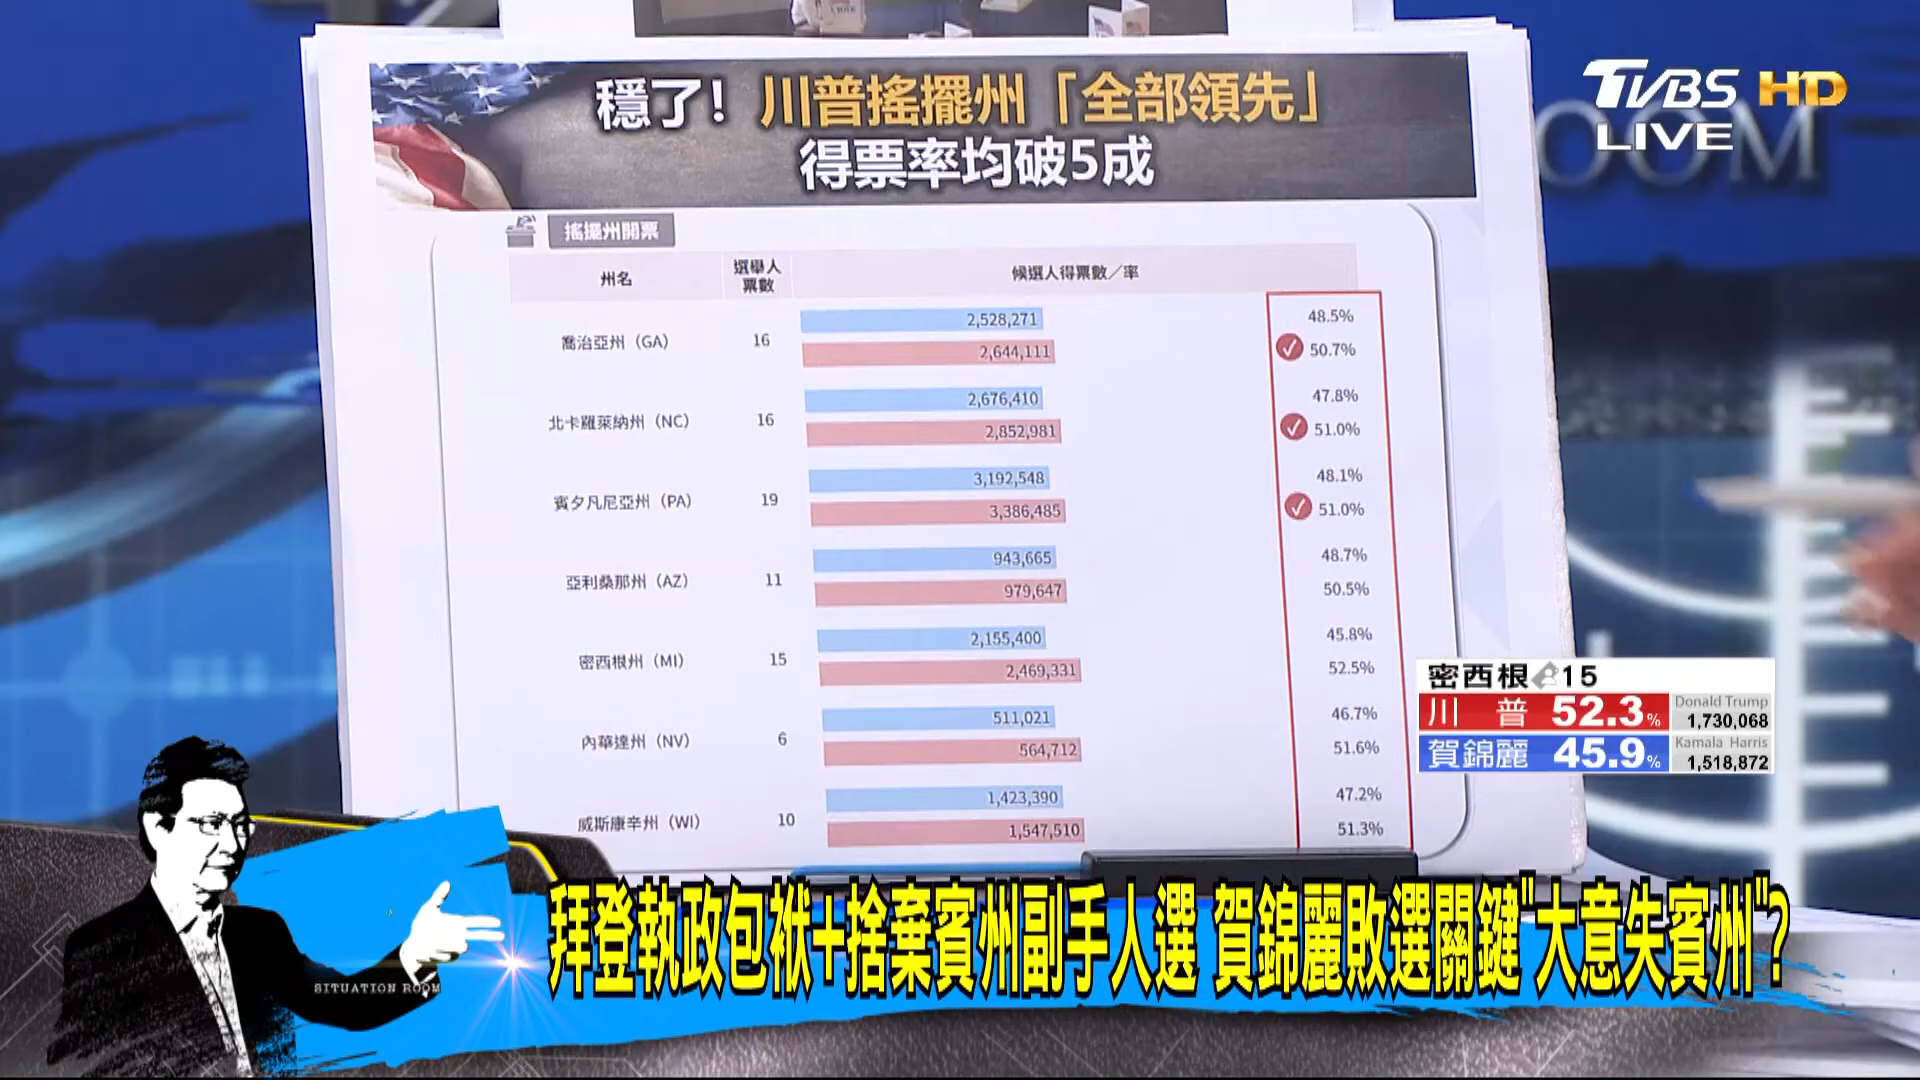 TVBS HD
LIVE
OOM
穩了！川普搖擺州「全部領先」
得票率均破5成
搖擺州開票
州名 選舉人票數 候選人得票數／率
喬治亞州（GA） 16 2,528,271 48.5%
2,644,111 50.7%
北卡羅萊納州（NC） 16 2,676,410 47.8%
2,852,981 51.0%
賓夕凡尼亞州（PA） 19 3,192,548 48.1%
3,386,485 51.0%
亞利桑那州（AZ） 11 943,665 48.7%
979,647 50.5%
密西根州（MI） 15 2,155,400 45.8%
2,469,331 52.5%
內華達州（NV） 6 511,021 46.7%
564,712 51.6%
威斯康辛州（WI） 10 1,423,390 47.2%
1,547,510 51.3%
密西根 15
川普 52.3% Donald Trump 1,730,068
賀錦麗 45.9% Kamala Harris 1,518,872
SITUATION ROOM
拜登執政包袱+捨棄賓州副手人選 賀錦麗敗選關鍵"大意失賓州"?